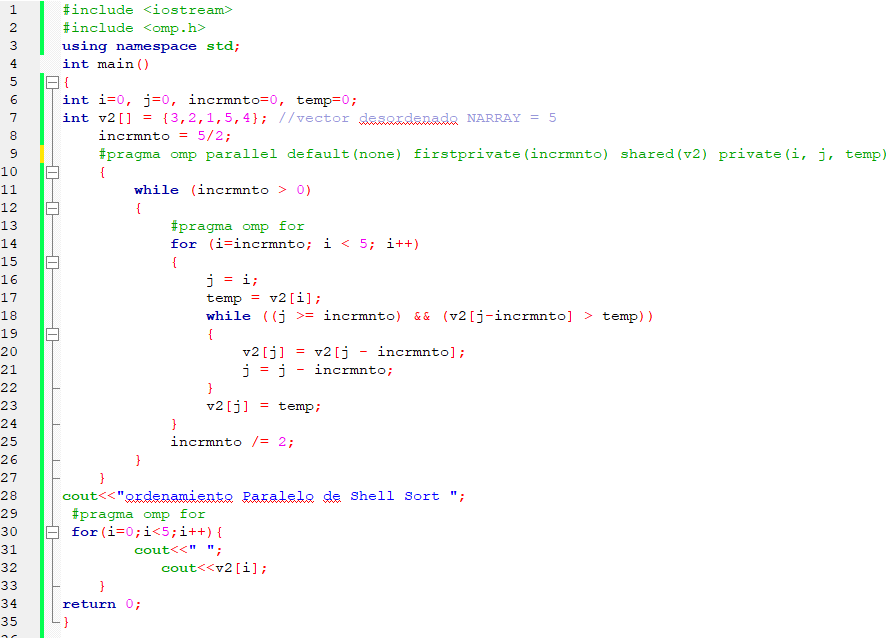 1 #include <iostream>
2 #include <omp.h>
3 using namespace std;
4 int main()
5 {
6 int i=0, j=0, incrmnto=0, temp=0;
7 int v2[] = {3,2,1,5,4}; //vector desordenado NARRAY = 5
8 incrmnto = 5/2;
9 #pragma omp parallel default(none) firstprivate(incrmnto) shared(v2) private(i, j, temp)
10 {
11 while (incrmnto > 0)
12 {
13 #pragma omp for
14 for (i=incrmnto; i < 5; i++)
15 {
16 j = i;
17 temp = v2[i];
18 while ((j >= incrmnto) && (v2[j-incrmnto] > temp))
19 {
20 v2[j] = v2[j - incrmnto];
21 j = j - incrmnto;
22 }
23 v2[j] = temp;
24 }
25 incrmnto /= 2;
26 }
27 }
28 cout<<"ordenamiento Paralelo de Shell Sort ";
29 #pragma omp for
30 for(i=0;i<5;i++){
31 cout<<" ";
32 cout<<v2[i];
33 }
34 return 0;
35 }